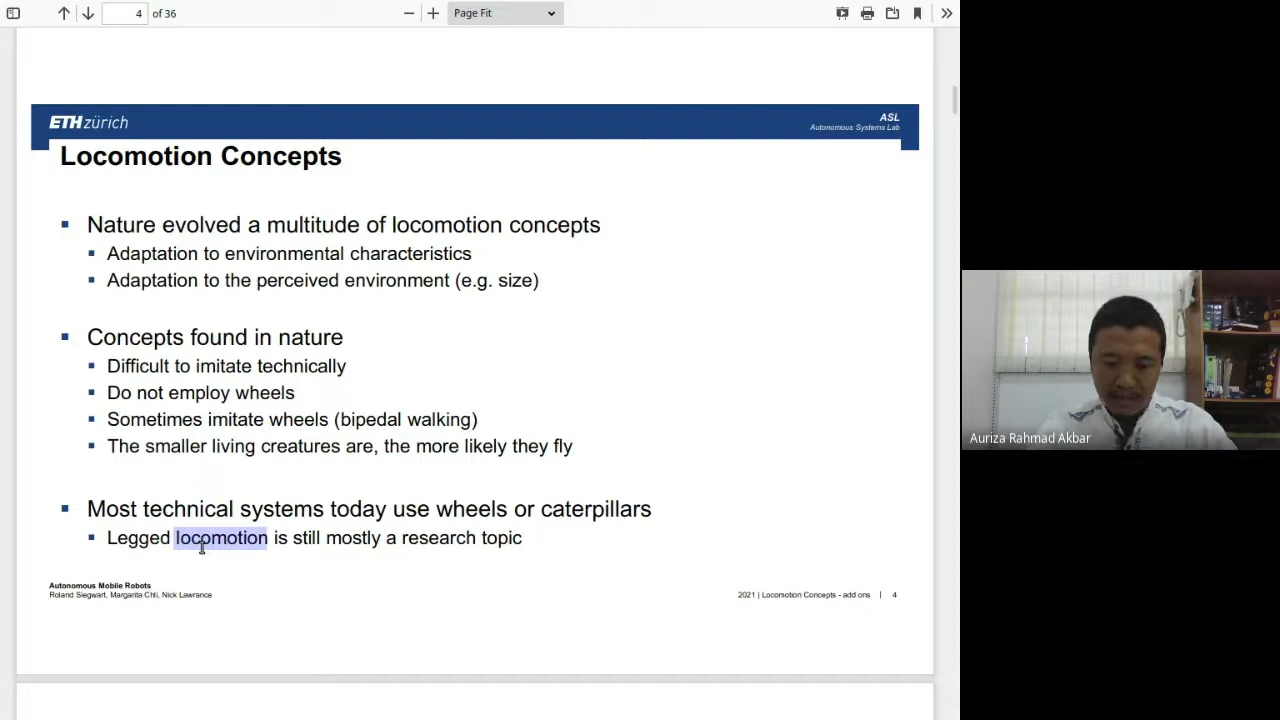 4 of 36
Page Fit
ETH zürich
ASL
Autonomous Systems Lab
Locomotion Concepts
Nature evolved a multitude of locomotion concepts
Adaptation to environmental characteristics
Adaptation to the perceived environment (e.g. size)
Concepts found in nature
Difficult to imitate technically
Do not employ wheels
Sometimes imitate wheels (bipedal walking)
The smaller living creatures are, the more likely they fly
Most technical systems today use wheels or caterpillars
Legged locomotion is still mostly a research topic
Autonomous Mobile Robots
Roland Siegwart, Margarita Chli, Nick Lawrance
2021 | Locomotion Concepts - add ons | 4
Auriza Rahmad Akbar